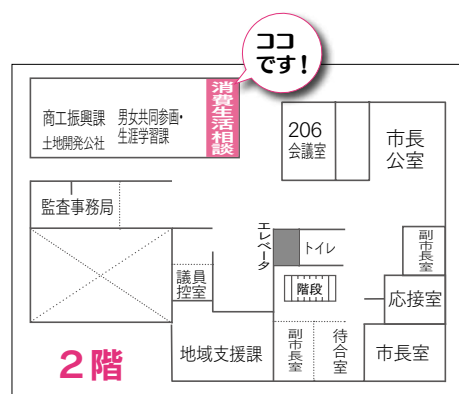 ココ
です！
商工振興課
土地開発公社
男女共同参画・
生涯学習課
消費生活相談
206
会議室
市長
公室
監査事務局
エレベータ
トイレ
副市長室
議員
控室
階段
応接室
地域支援課
副市長室
待合室
市長室
2階